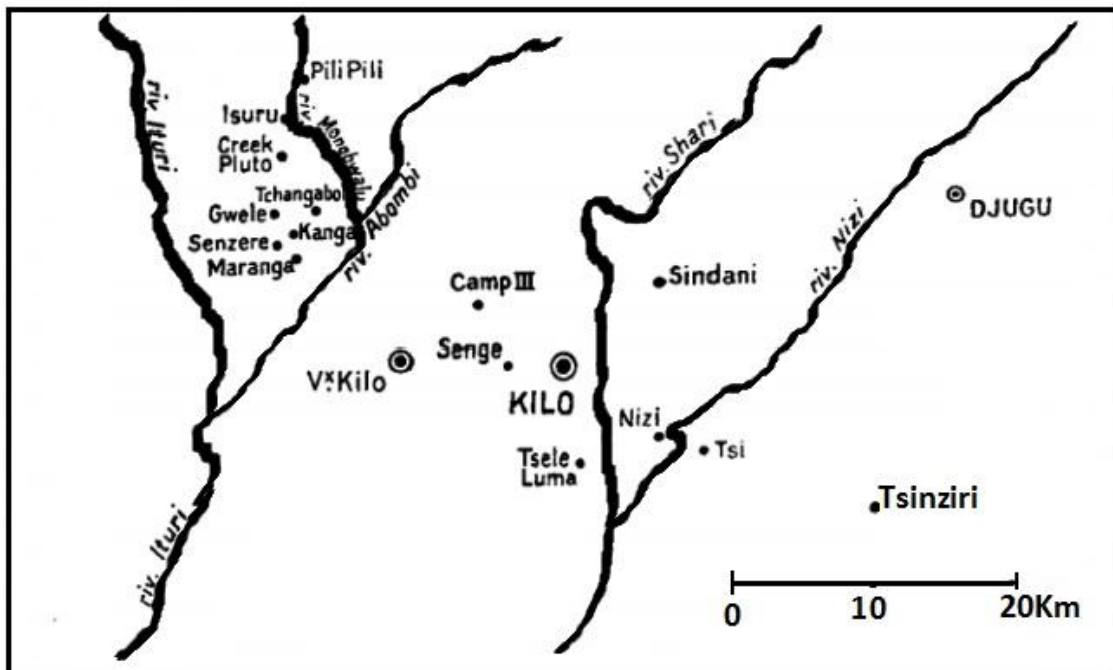 Pili Pili
riv. Ituri
riv.
Mongbwalu
Isuru
Creek
Pluto
riv. Shari
Tchangabol
Gwele
Kanga
riv. Abombi
Senzere
Maranga
DJUGU
riv. Nizi
Camp III
Sindani
Senge
Vx. Kilo
KILO
Nizi
Tsi
Tsele
Luma
Tsinziri
riv. Ituri
0 10 20Km